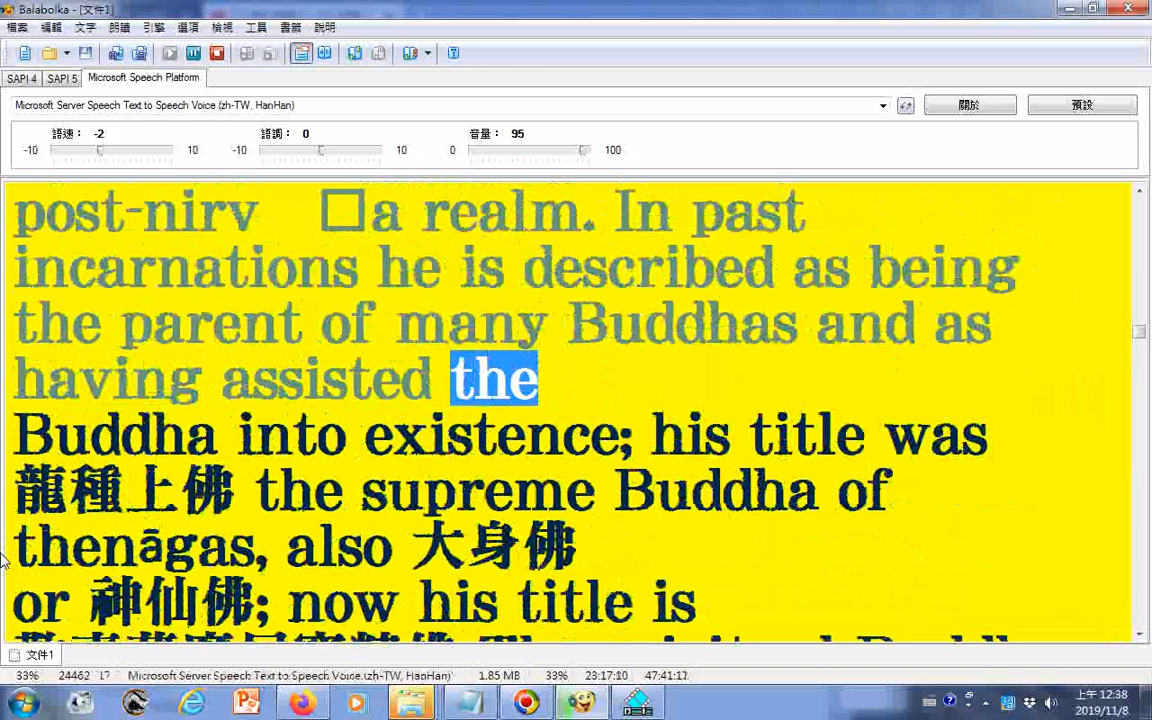 Balabolka - [文件1]
檔案 編輯 文字 朗讀 引擎 選項 檢視 工具 書籤 說明
SAPI 4 SAPI 5 Microsoft Speech Platform
Microsoft Server Speech Text to Speech Voice (zh-TW, HanHan) 關於 預設
語速： -2 語調： 0 音量： 95
-10 10 -10 10 0 100
post-nirv □a realm. In past
incarnations he is described as being
the parent of many Buddhas and as
having assisted the
Buddha into existence; his title was
龍種上佛 the supreme Buddha of
thenāgas, also 大身佛
or 神仙佛; now his title is
文件1
33% 24462 Microsoft Server Speech Text to Speech Voice (zh-TW, HanHan) 1.85 MB 33% 23:17:10 47:41:17
上午 12:38
2019/11/8